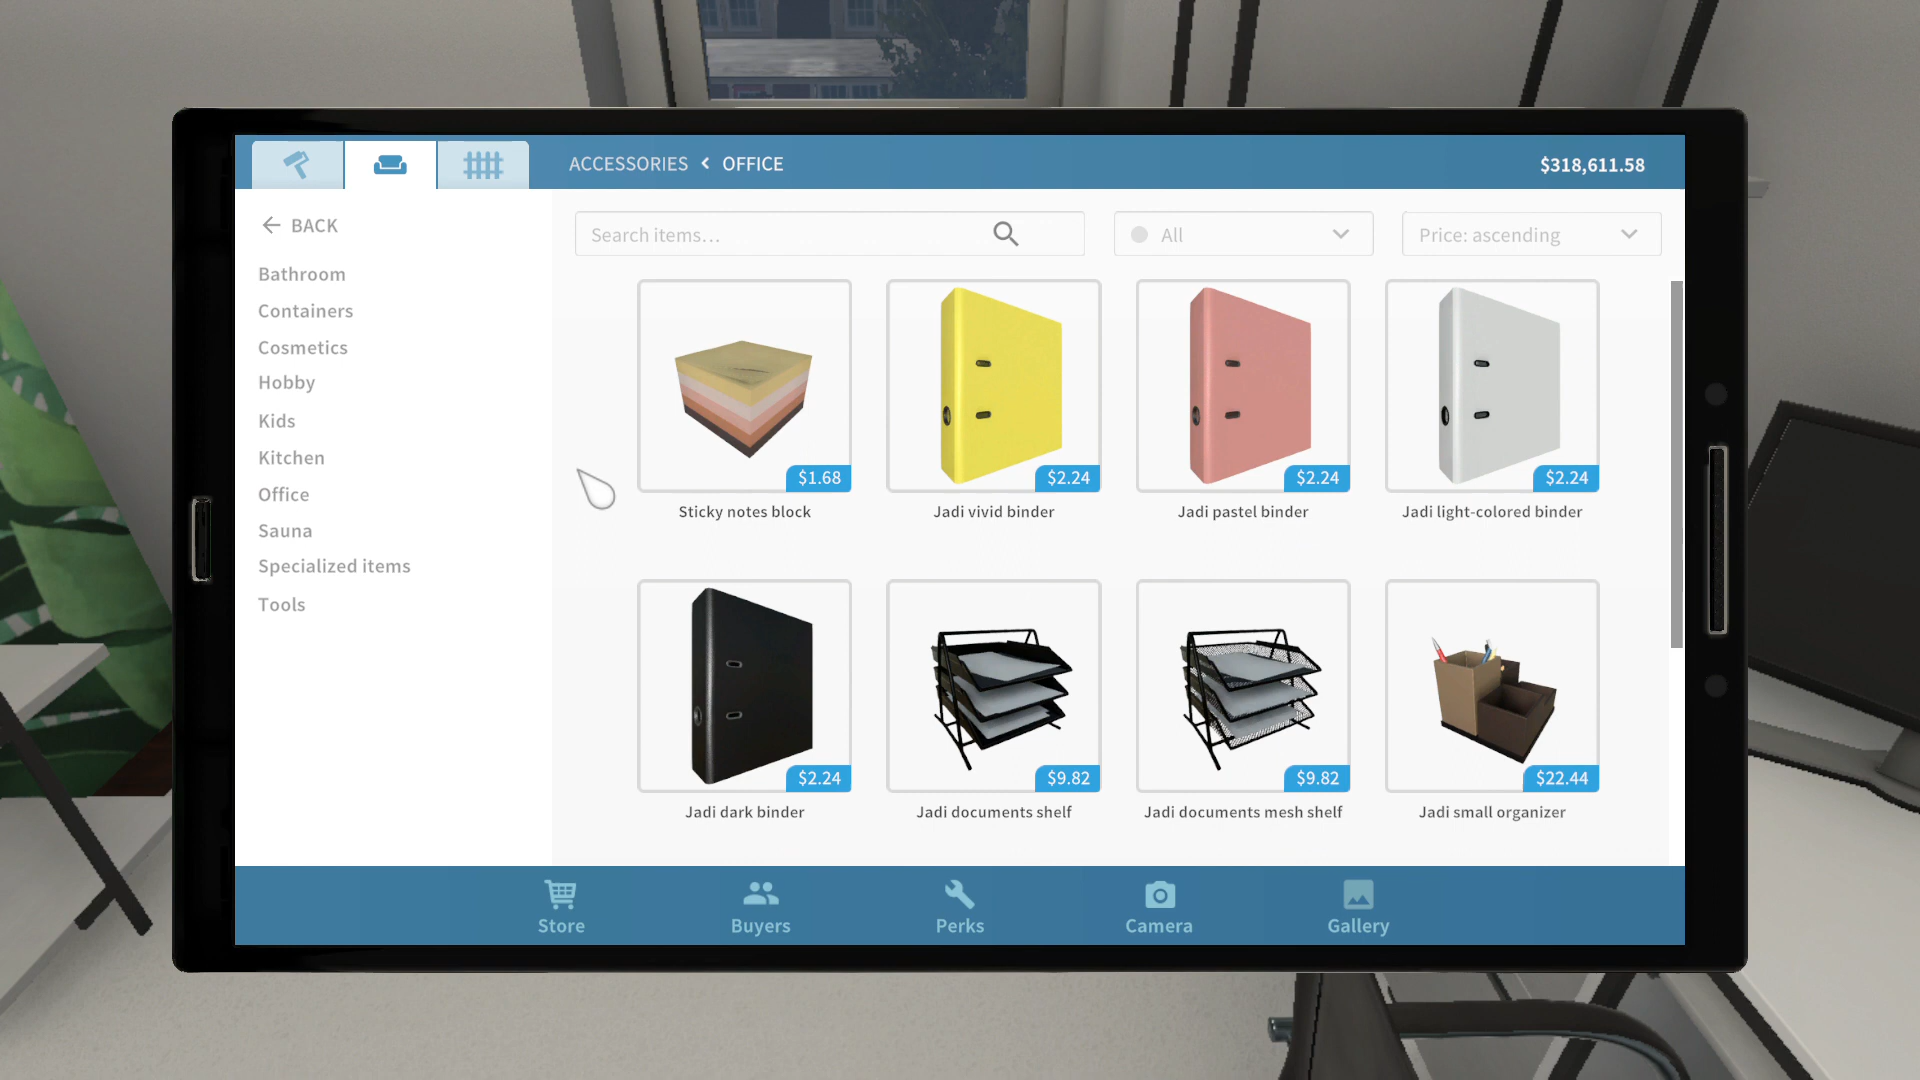 ACCESSORIES < OFFICE
$318,611.58
BACK
Search items...
All
Price: ascending
Bathroom
Containers
Cosmetics
Hobby
Kids
Kitchen
Office
Sauna
Specialized items
Tools
$1.68
$2.24
$2.24
$2.24
Sticky notes block
Jadi vivid binder
Jadi pastel binder
Jadi light-colored binder
$2.24
$9.82
$9.82
$22.44
Jadi dark binder
Jadi documents shelf
Jadi documents mesh shelf
Jadi small organizer
Store
Buyers
Perks
Camera
Gallery